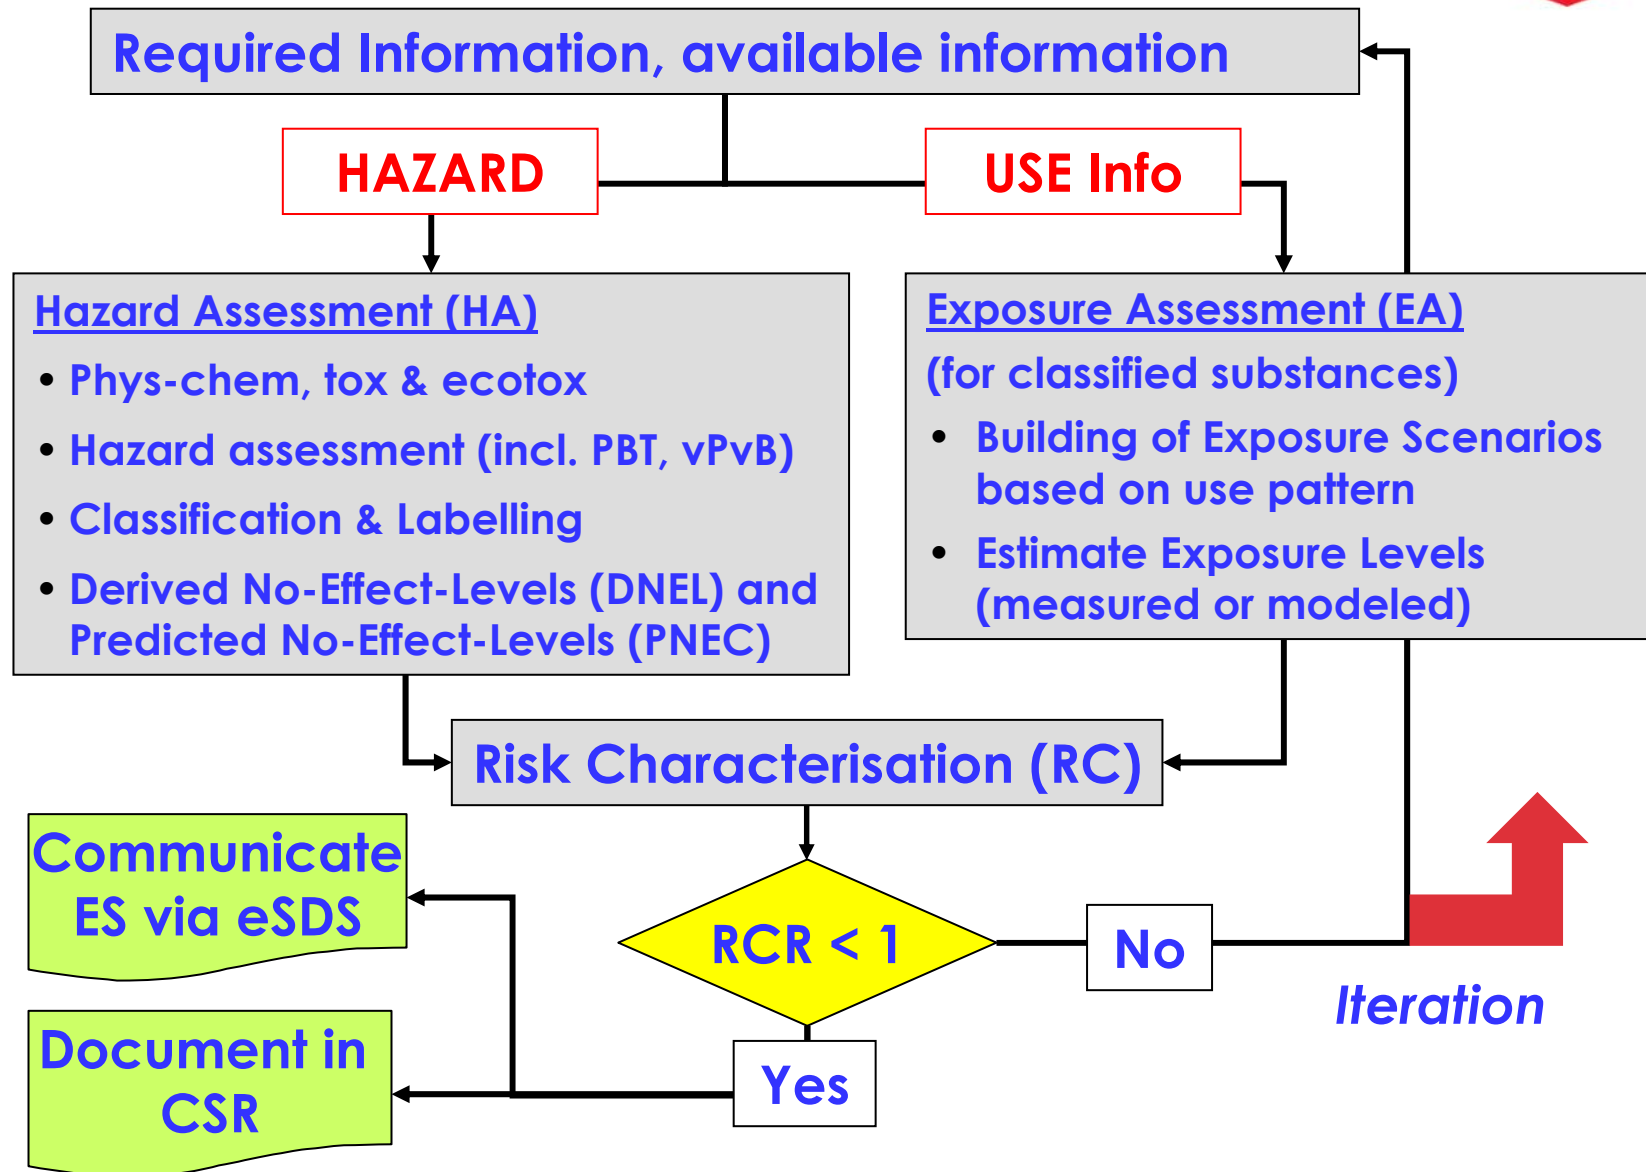 Required Information, available information
HAZARD
USE Info
Hazard Assessment (HA)
• Phys-chem, tox & ecotox
• Hazard assessment (incl. PBT, vPvB)
• Classification & Labelling
• Derived No-Effect-Levels (DNEL) and
Predicted No-Effect-Levels (PNEC)
Exposure Assessment (EA)
(for classified substances)
• Building of Exposure Scenarios
based on use pattern
• Estimate Exposure Levels
(measured or modeled)
Risk Characterisation (RC)
Communicate
ES via eSDS
RCR < 1
No
Iteration
Document in
CSR
Yes